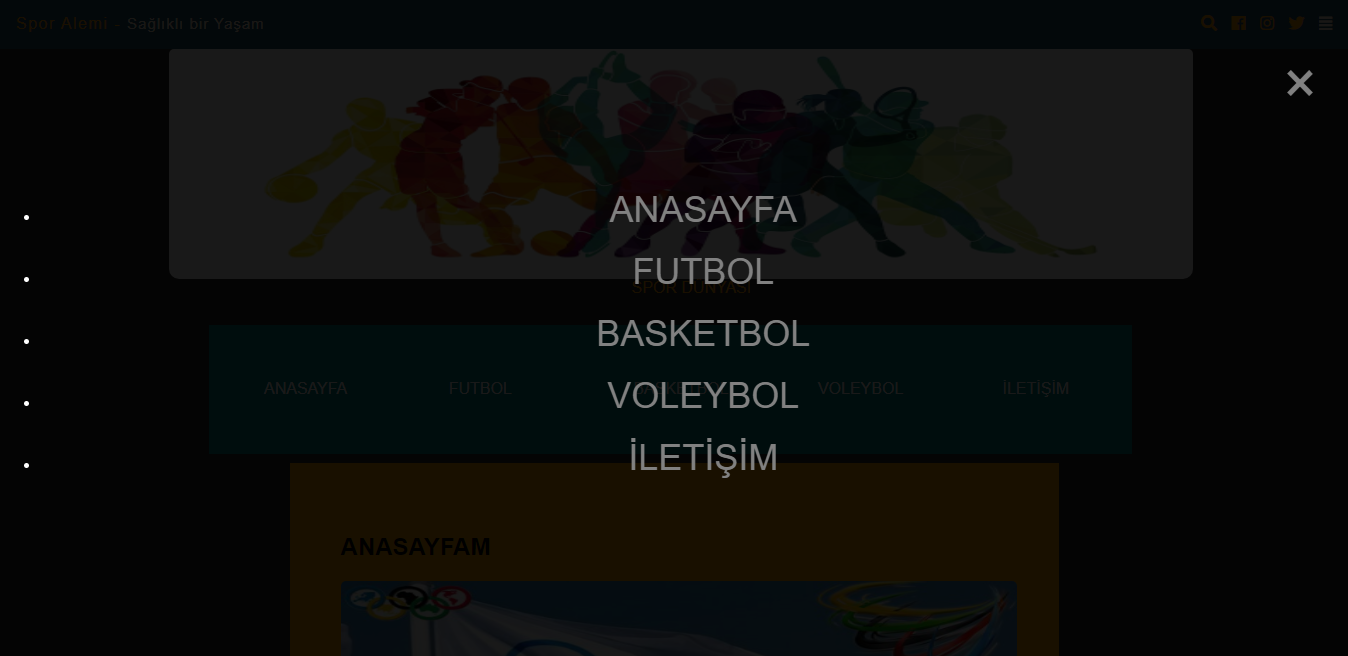 Spor Alemi - Sağlıklı bir Yaşam
ANASAYFA
FUTBOL
SPOR DÜNYASI
BASKETBOL
ANASAYFA FUTBOL BASKETBOL VOLEYBOL İLETİŞİM
VOLEYBOL
İLETİŞİM
ANASAYFAM